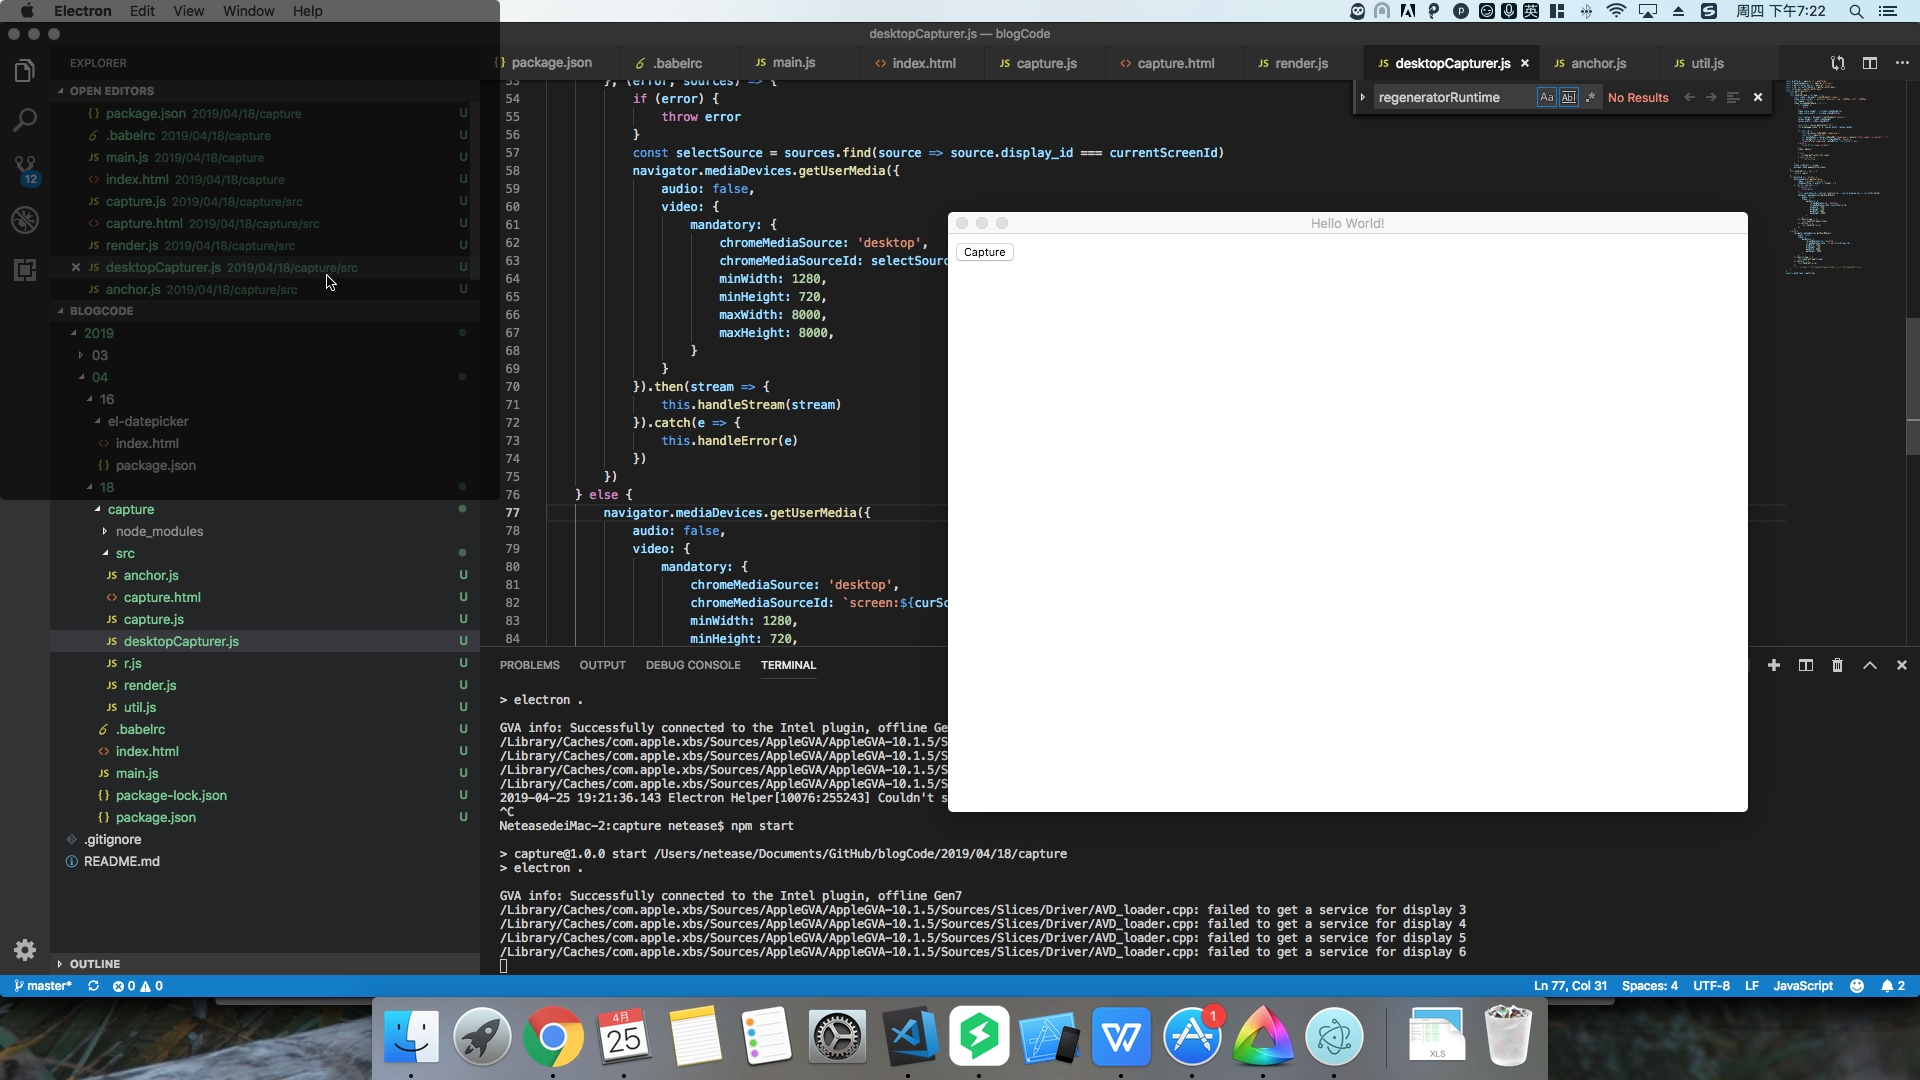 Electron Edit View Window Help
英 周四 下午7:22
desktopCapturer.js — blogCode
EXPLORER
{} package.json .babelrc JS main.js <> index.html JS capture.js <> capture.html JS render.js JS desktopCapturer.js × JS anchor.js JS util.js
OPEN EDITORS
{} package.json 2019/04/18/capture U
.babelrc 2019/04/18/capture U
JS main.js 2019/04/18/capture U
<> index.html 2019/04/18/capture U
JS capture.js 2019/04/18/capture/src U
<> capture.html 2019/04/18/capture/src U
JS render.js 2019/04/18/capture/src U
× JS desktopCapturer.js 2019/04/18/capture/src U
JS anchor.js 2019/04/18/capture/src U
BLOGCODE
2019
03
04
16
el-datepicker
<> index.html
{} package.json
18
capture
node_modules
src
JS anchor.js U
<> capture.html U
JS capture.js U
JS desktopCapturer.js U
JS r.js U
JS render.js U
JS util.js U
.babelrc U
<> index.html U
JS main.js U
{} package-lock.json U
{} package.json U
.gitignore
README.md
OUTLINE
12
regeneratorRuntime Aa Abl .* No Results
53 }, (error, sources) => {
54 if (error) {
55 throw error
56 }
57 const selectSource = sources.find(source => source.display_id === currentScreenId)
58 navigator.mediaDevices.getUserMedia({
59 audio: false,
60 video: {
61 mandatory: {
62 chromeMediaSource: 'desktop',
63 chromeMediaSourceId: selectSourc
64 minWidth: 1280,
65 minHeight: 720,
66 maxWidth: 8000,
67 maxHeight: 8000,
68 }
69 }
70 }).then(stream => {
71 this.handleStream(stream)
72 }).catch(e => {
73 this.handleError(e)
74 })
75 })
76 } else {
77 navigator.mediaDevices.getUserMedia({
78 audio: false,
79 video: {
80 mandatory: {
81 chromeMediaSource: 'desktop',
82 chromeMediaSourceId: `screen:${curSc
83 minWidth: 1280,
84 minHeight: 720,
Hello World!
Capture
PROBLEMS OUTPUT DEBUG CONSOLE TERMINAL
> electron .
GVA info: Successfully connected to the Intel plugin, offline Ge
/Library/Caches/com.apple.xbs/Sources/AppleGVA/AppleGVA-10.1.5/S
/Library/Caches/com.apple.xbs/Sources/AppleGVA/AppleGVA-10.1.5/S
/Library/Caches/com.apple.xbs/Sources/AppleGVA/AppleGVA-10.1.5/S
/Library/Caches/com.apple.xbs/Sources/AppleGVA/AppleGVA-10.1.5/S
2019-04-25 19:21:36.143 Electron Helper[10076:255243] Couldn't s
^C
NeteasedeiMac-2:capture netease$ npm start
> capture@1.0.0 start /Users/netease/Documents/GitHub/blogCode/2019/04/18/capture
> electron .
GVA info: Successfully connected to the Intel plugin, offline Gen7
/Library/Caches/com.apple.xbs/Sources/AppleGVA/AppleGVA-10.1.5/Sources/Slices/Driver/AVD_loader.cpp: failed to get a service for display 3
/Library/Caches/com.apple.xbs/Sources/AppleGVA/AppleGVA-10.1.5/Sources/Slices/Driver/AVD_loader.cpp: failed to get a service for display 4
/Library/Caches/com.apple.xbs/Sources/AppleGVA/AppleGVA-10.1.5/Sources/Slices/Driver/AVD_loader.cpp: failed to get a service for display 5
/Library/Caches/com.apple.xbs/Sources/AppleGVA/AppleGVA-10.1.5/Sources/Slices/Driver/AVD_loader.cpp: failed to get a service for display 6
master* 0 0 Ln 77, Col 31 Spaces: 4 UTF-8 LF JavaScript 2
4月
25
1
XLS